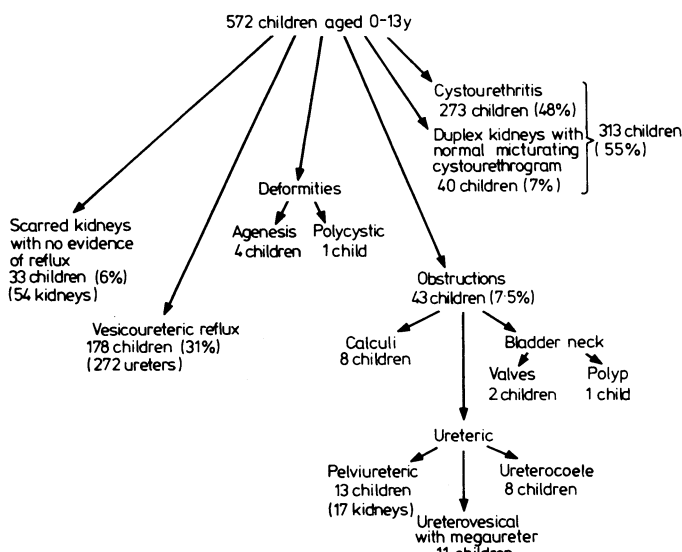 572 children aged 0-13y
Cystourethritis
273 children (48%)
Duplex kidneys with
normal micturating
cystourethrogram
40 children (7%)
313 children
(55%)
Deformities
Agenesis
4 children
Polycystic
1 child
Scarred kidneys
with no evidence
of reflux
33 children (6%)
(54 kidneys)
Vesicoureteric reflux
178 children (31%)
(272 ureters)
Obstructions
43 children (7·5%)
Calculi
8 children
Bladder neck
Valves
2 children
Polyp
1 child
Ureteric
Pelviureteric
13 children
(17 kidneys)
Ureterocoele
8 children
Ureterovesical
with megaureter
11 children